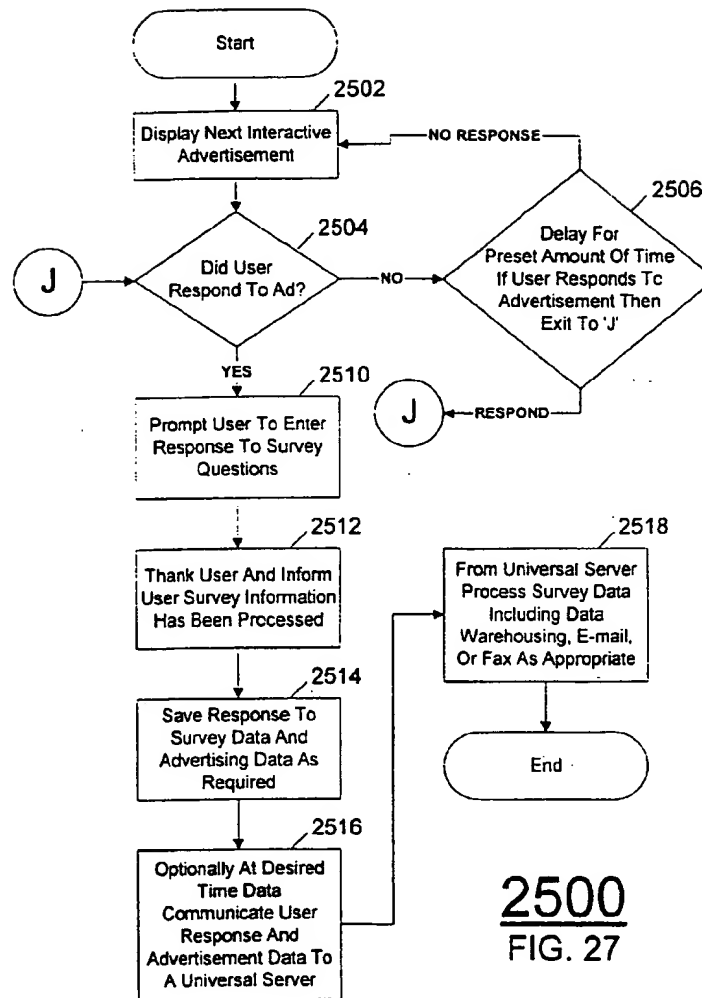 Start
2502
Display Next Interactive
Advertisement
NO RESPONSE
2506
Delay For
Preset Amount Of Time
If User Responds To
Advertisement Then
Exit To 'J'
2504
J
Did User
Respond To Ad?
NO
YES
J
RESPOND
2510
Prompt User To Enter
Response To Survey
Questions
2512
Thank User And Inform
User Survey Information
Has Been Processed
2514
Save Response To
Survey Data And
Advertising Data As
Required
2516
Optionally At Desired
Time Data
Communicate User
Response And
Advertisement Data To
A Universal Server
2518
From Universal Server
Process Survey Data
Including Data
Warehousing, E-mail,
Or Fax As Appropriate
End
2500
FIG. 27